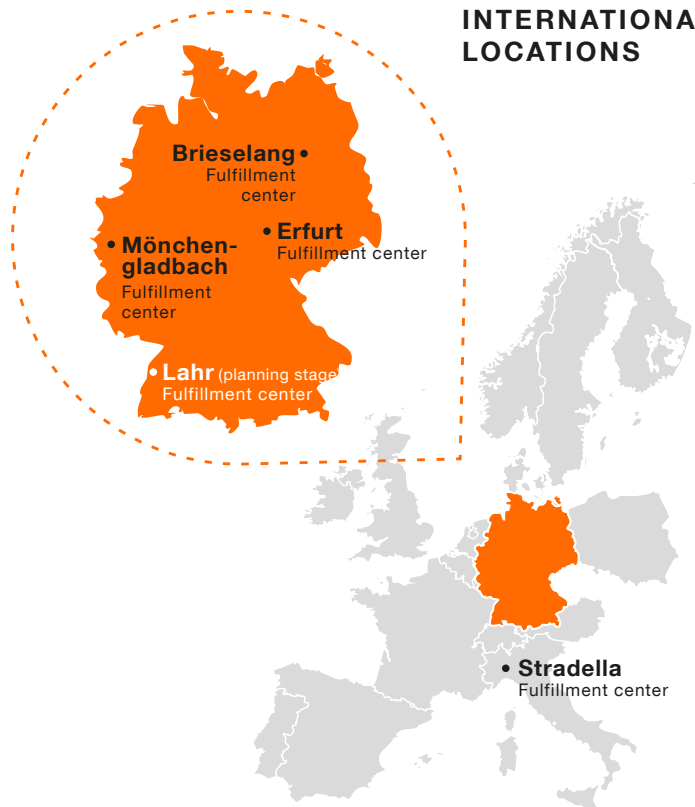 INTERNATIONA
LOCATIONS
Brieselang
Fulfillment
center
Erfurt
Fulfillment center
Mönchen-
gladbach
Fulfillment
center
Lahr (planning stage
Fulfillment center
Stradella
Fulfillment center